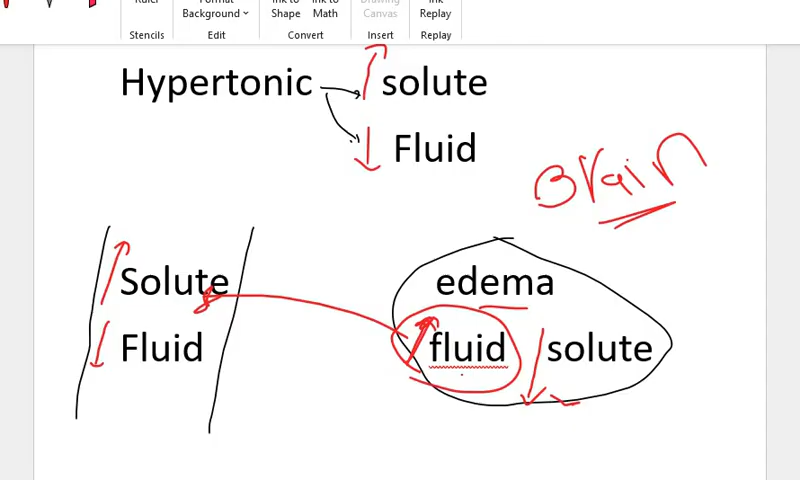 Ruler
Format
Background
Ink to
Shape
Ink to
Math
Drawing
Canvas
Ink
Replay
Stencils
Edit
Convert
Insert
Replay
Hypertonic
solute
Fluid
Brain
Solute
edema
Fluid
fluid
solute